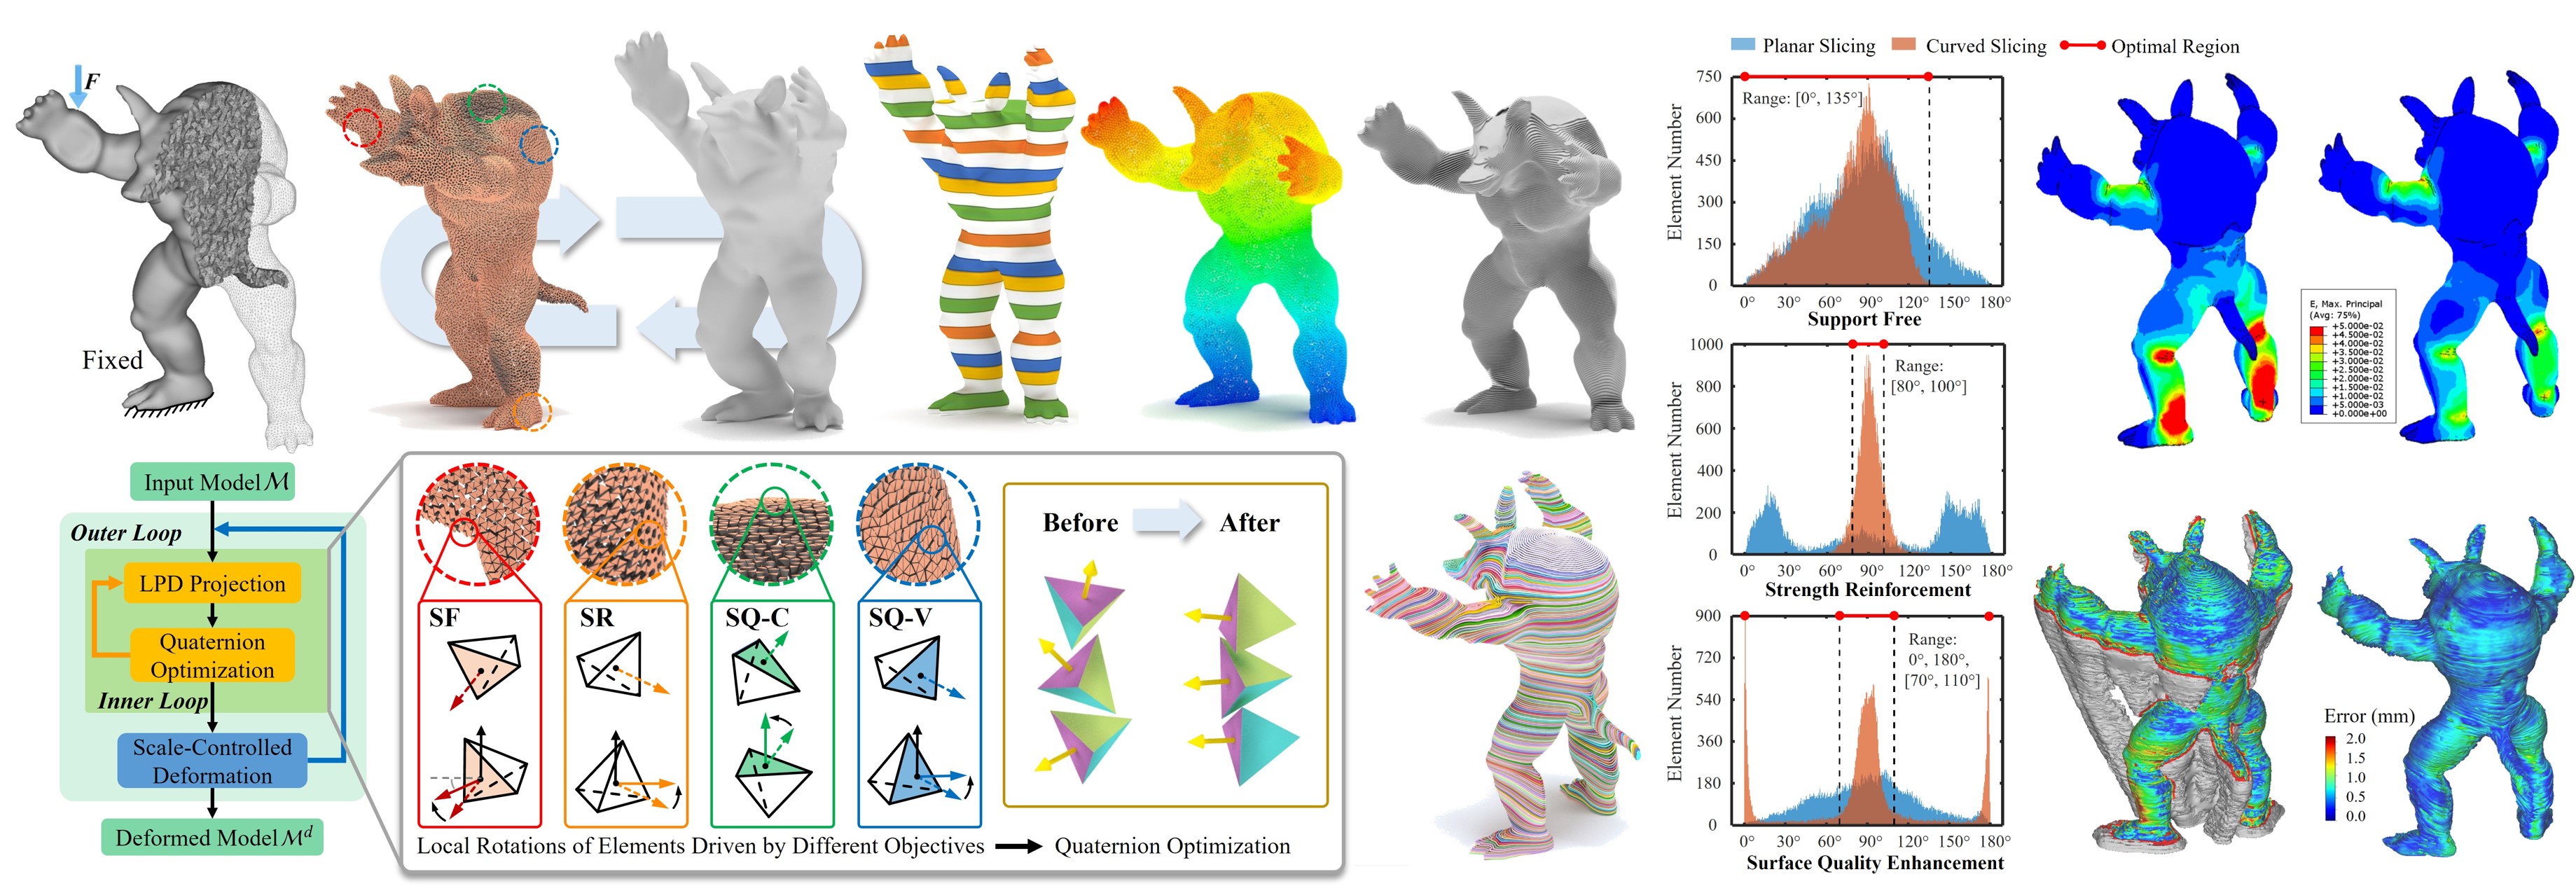 F
Fixed
Input Model M
Outer Loop
LPD Projection
Quaternion
Optimization
Inner Loop
Scale-Controlled
Deformation
Deformed Model Mᵈ
SF
SR
SQ-C
SQ-V
Before
After
Local Rotations of Elements Driven by Different Objectives
Quaternion Optimization
Planar Slicing
Curved Slicing
Optimal Region
Element Number
750
600
450
300
150
0
Range: [0°, 135°]
0°
30°
60°
90°
120°
150°
180°
Support Free
Element Number
1000
800
600
400
200
0
Range:
[80°, 100°]
0°
30°
60°
90°
120°
150°
180°
Strength Reinforcement
Element Number
900
720
540
360
180
0
Range:
0°, 180°,
[70°, 110°]
0°
30°
60°
90°
120°
150°
180°
Surface Quality Enhancement
E, Max. Principal
(Avg: 75%)
+5.000e-02
+4.500e-02
+4.000e-02
+3.500e-02
+3.000e-02
+2.500e-02
+2.000e-02
+1.500e-02
+1.000e-02
+5.000e-03
+0.000e+00
Error (mm)
2.0
1.5
1.0
0.5
0.0